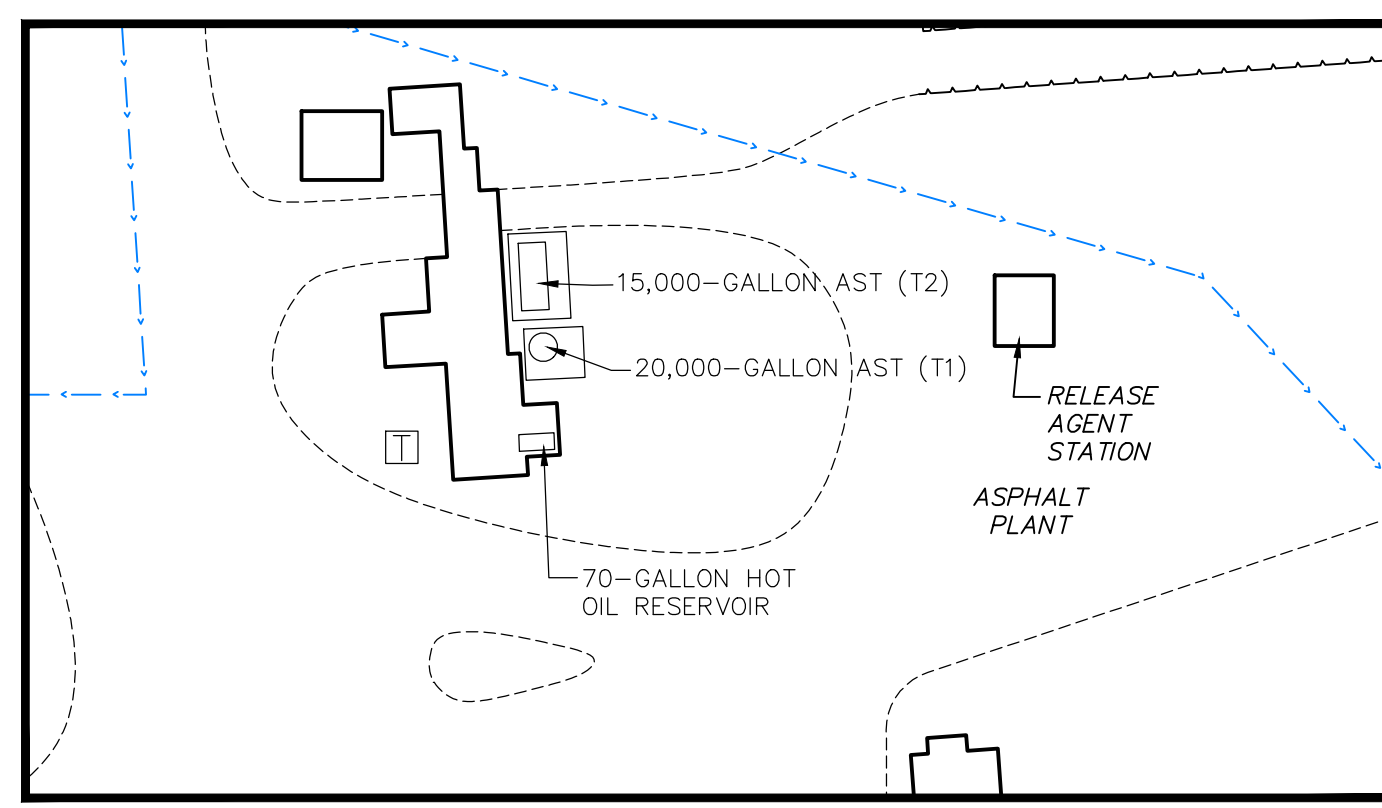 15,000-GALLON AST (T2)
20,000-GALLON AST (T1)
RELEASE
AGENT
STATION
T
ASPHALT
PLANT
70-GALLON HOT
OIL RESERVOIR